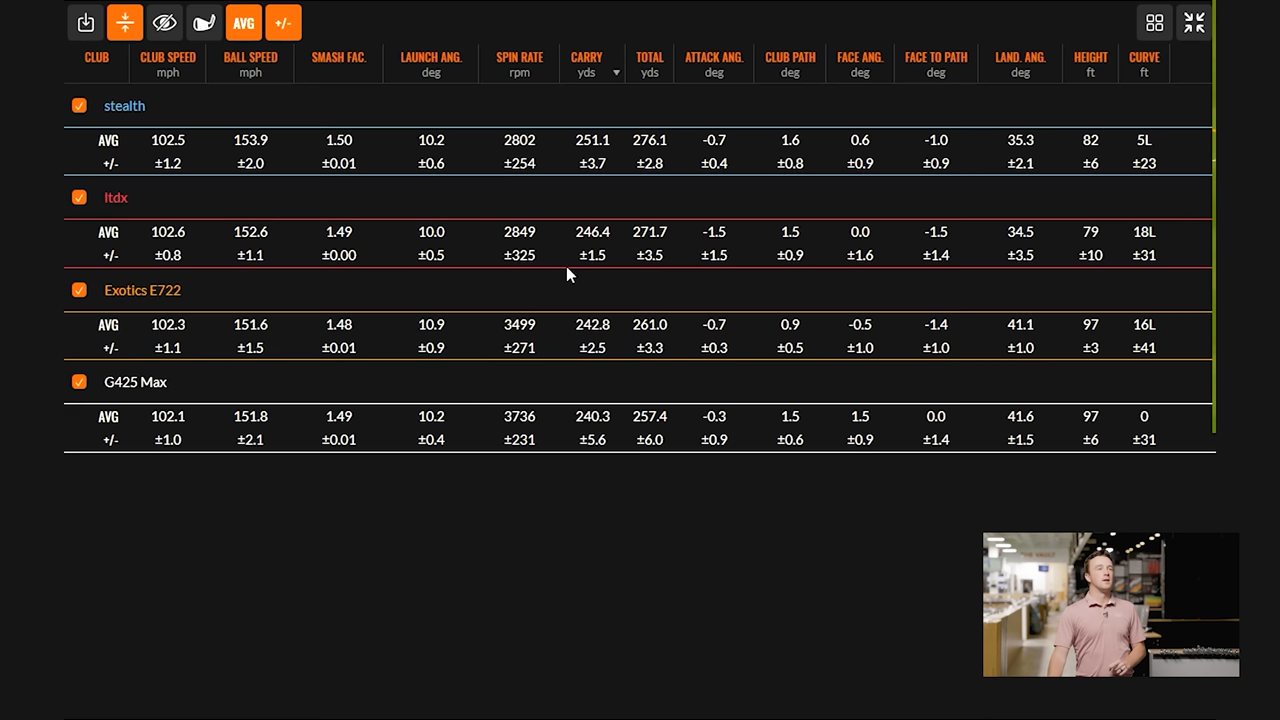 AVG +/-
CLUB CLUB SPEED BALL SPEED SMASH FAC. LAUNCH ANG. SPIN RATE CARRY TOTAL ATTACK ANG. CLUB PATH FACE ANG. FACE TO PATH LAND. ANG. HEIGHT CURVE
mph mph deg rpm yds ▼ yds deg deg deg deg deg ft ft
stealth
AVG 102.5 153.9 1.50 10.2 2802 251.1 276.1 -0.7 1.6 0.6 -1.0 35.3 82 5L
+/- ±1.2 ±2.0 ±0.01 ±0.6 ±254 ±3.7 ±2.8 ±0.4 ±0.8 ±0.9 ±0.9 ±2.1 ±6 ±23
ltdx
AVG 102.6 152.6 1.49 10.0 2849 246.4 271.7 -1.5 1.5 0.0 -1.5 34.5 79 18L
+/- ±0.8 ±1.1 ±0.00 ±0.5 ±325 ±1.5 ±3.5 ±1.5 ±0.9 ±1.6 ±1.4 ±3.5 ±10 ±31
Exotics E722
AVG 102.3 151.6 1.48 10.9 3499 242.8 261.0 -0.7 0.9 -0.5 -1.4 41.1 97 16L
+/- ±1.1 ±1.5 ±0.01 ±0.9 ±271 ±2.5 ±3.3 ±0.3 ±0.5 ±1.0 ±1.0 ±1.0 ±3 ±41
G425 Max
AVG 102.1 151.8 1.49 10.2 3736 240.3 257.4 -0.3 1.5 1.5 0.0 41.6 97 0
+/- ±1.0 ±2.1 ±0.01 ±0.4 ±231 ±5.6 ±6.0 ±0.9 ±0.6 ±0.9 ±1.4 ±1.5 ±6 ±31